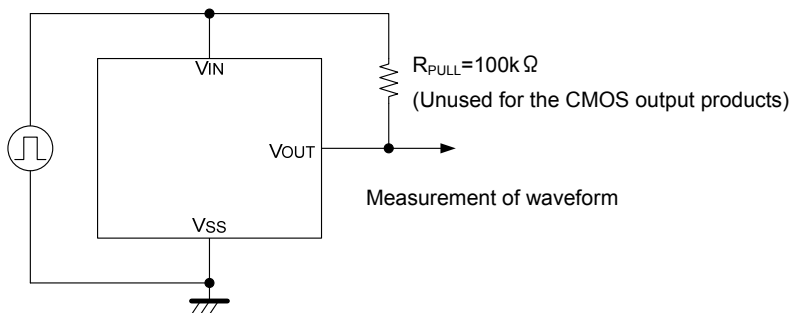 VIN
RPULL=100kΩ
(Unused for the CMOS output products)
VOUT
Measurement of waveform
VSS